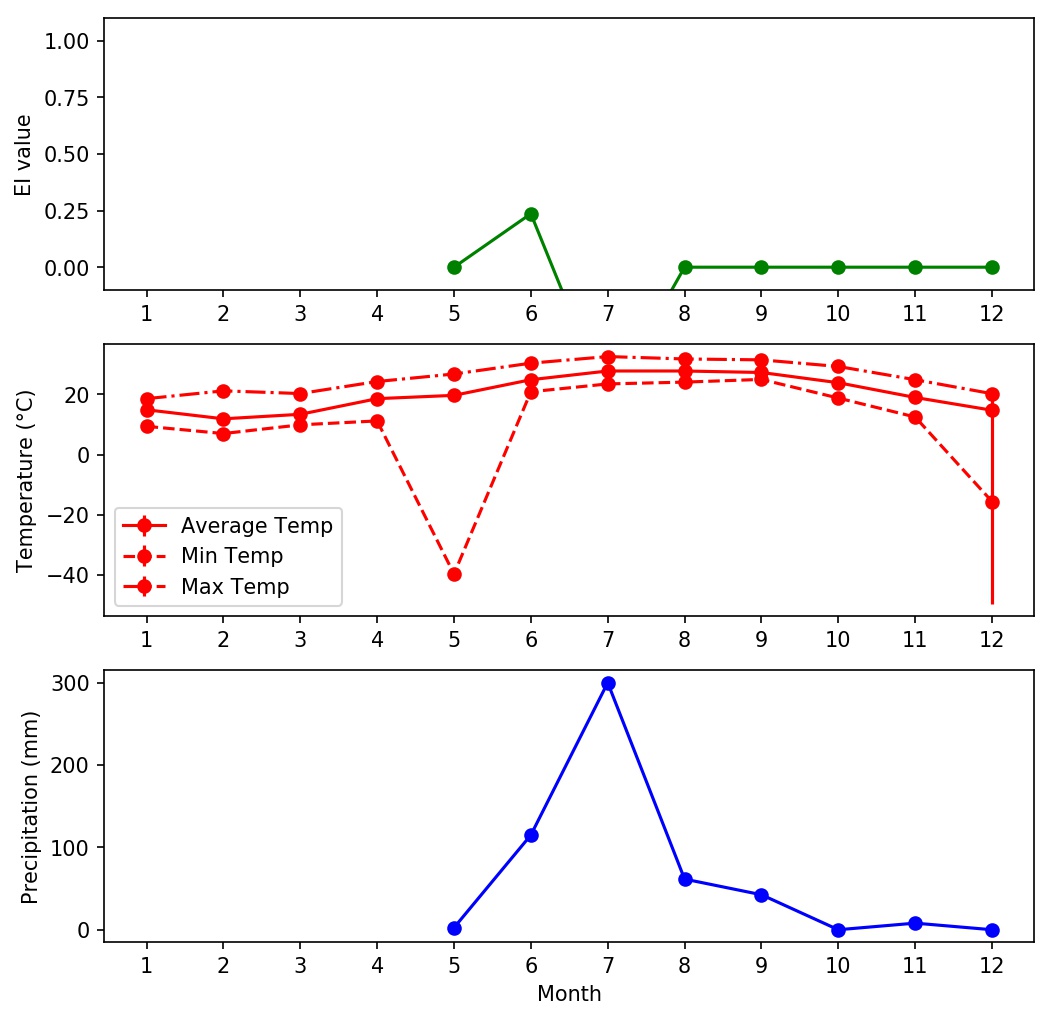 1.00
0.75
0.50
0.25
0.00
EI value
1 2 3 4 5 6 7 8 9 10 11 12
20
0
−20
−40
Temperature (°C)
Average Temp
Min Temp
Max Temp
1 2 3 4 5 6 7 8 9 10 11 12
300
200
100
0
Precipitation (mm)
1 2 3 4 5 6 7 8 9 10 11 12
Month